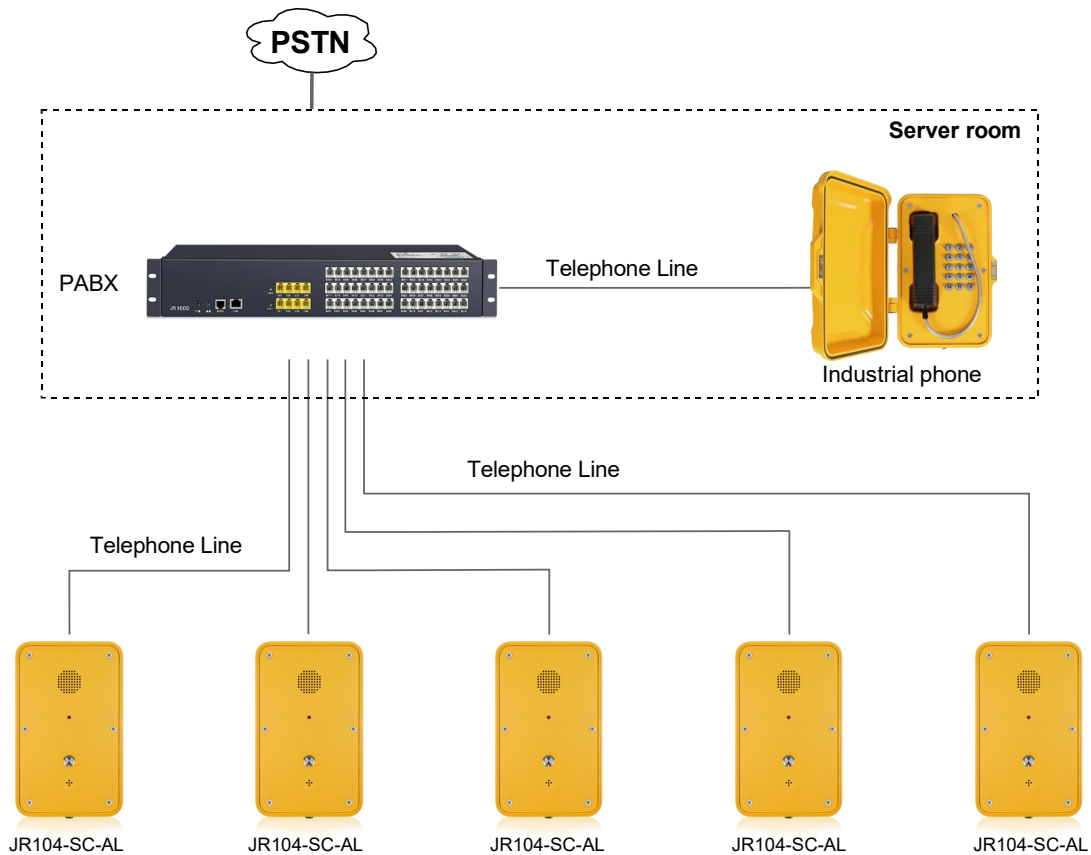 PSTN
Server room
PABX
JR1000
Telephone Line
Industrial phone
Telephone Line
Telephone Line
JR104-SC-AL
JR104-SC-AL
JR104-SC-AL
JR104-SC-AL
JR104-SC-AL